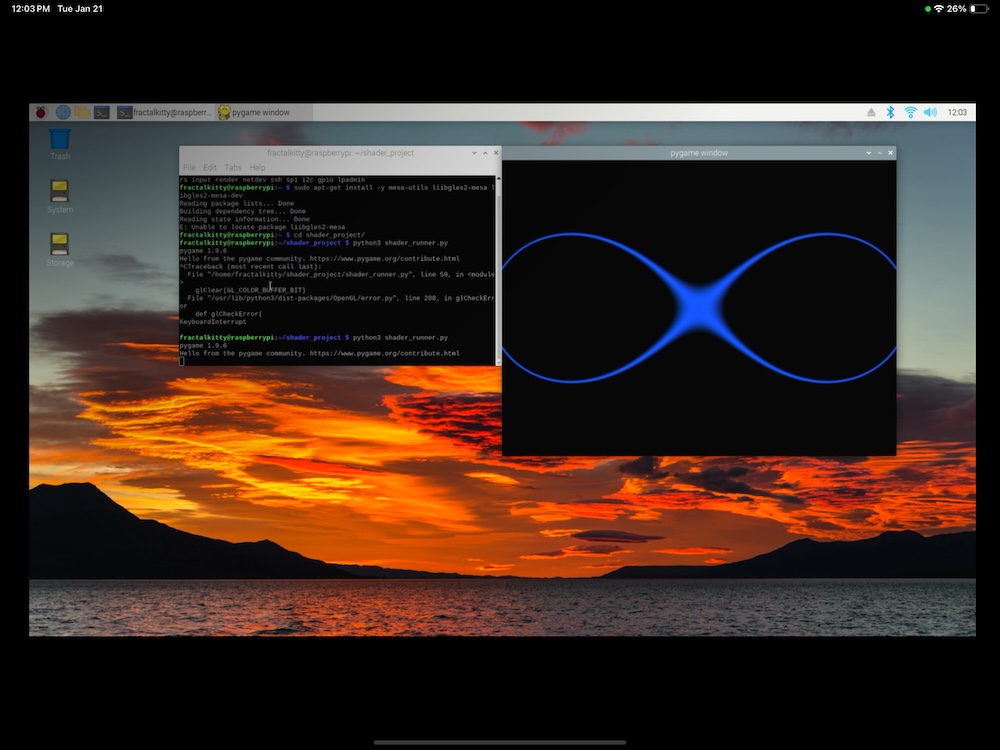 12:03 PM Tue Jan 21
26%
fractalkitty@raspberr...
pygame window
12:03
Trash
System
Storage
fractalkitty@raspberrypi: ~/shader_project
File Edit Tabs Help
rs input render netdev ssh spi i2c gpio lpadmin
fractalkitty@raspberrypi:~ $ sudo apt-get install -y mesa-utils liibgles2-mesa l
ibgles2-mesa-dev
Reading package lists... Done
Building dependency tree... Done
Reading state information... Done
E: Unable to locate package liibgles2-mesa
fractalkitty@raspberrypi:~ $ cd shader_project/
fractalkitty@raspberrypi:~/shader_project $ python3 shader_runner.py
pygame 1.9.6
Hello from the pygame community. https://www.pygame.org/contribute.html
^CTraceback (most recent call last):
File "/home/fractalkitty/shader_project/shader_runner.py", line 59, in <module
>
glClear(GL_COLOR_BUFFER_BIT)
File "/usr/lib/python3/dist-packages/OpenGL/error.py", line 208, in glCheckErr
or
def glCheckError(
KeyboardInterrupt
fractalkitty@raspberrypi:~/shader_project $ python3 shader_runner.py
pygame 1.9.6
Hello from the pygame community. https://www.pygame.org/contribute.html
pygame window